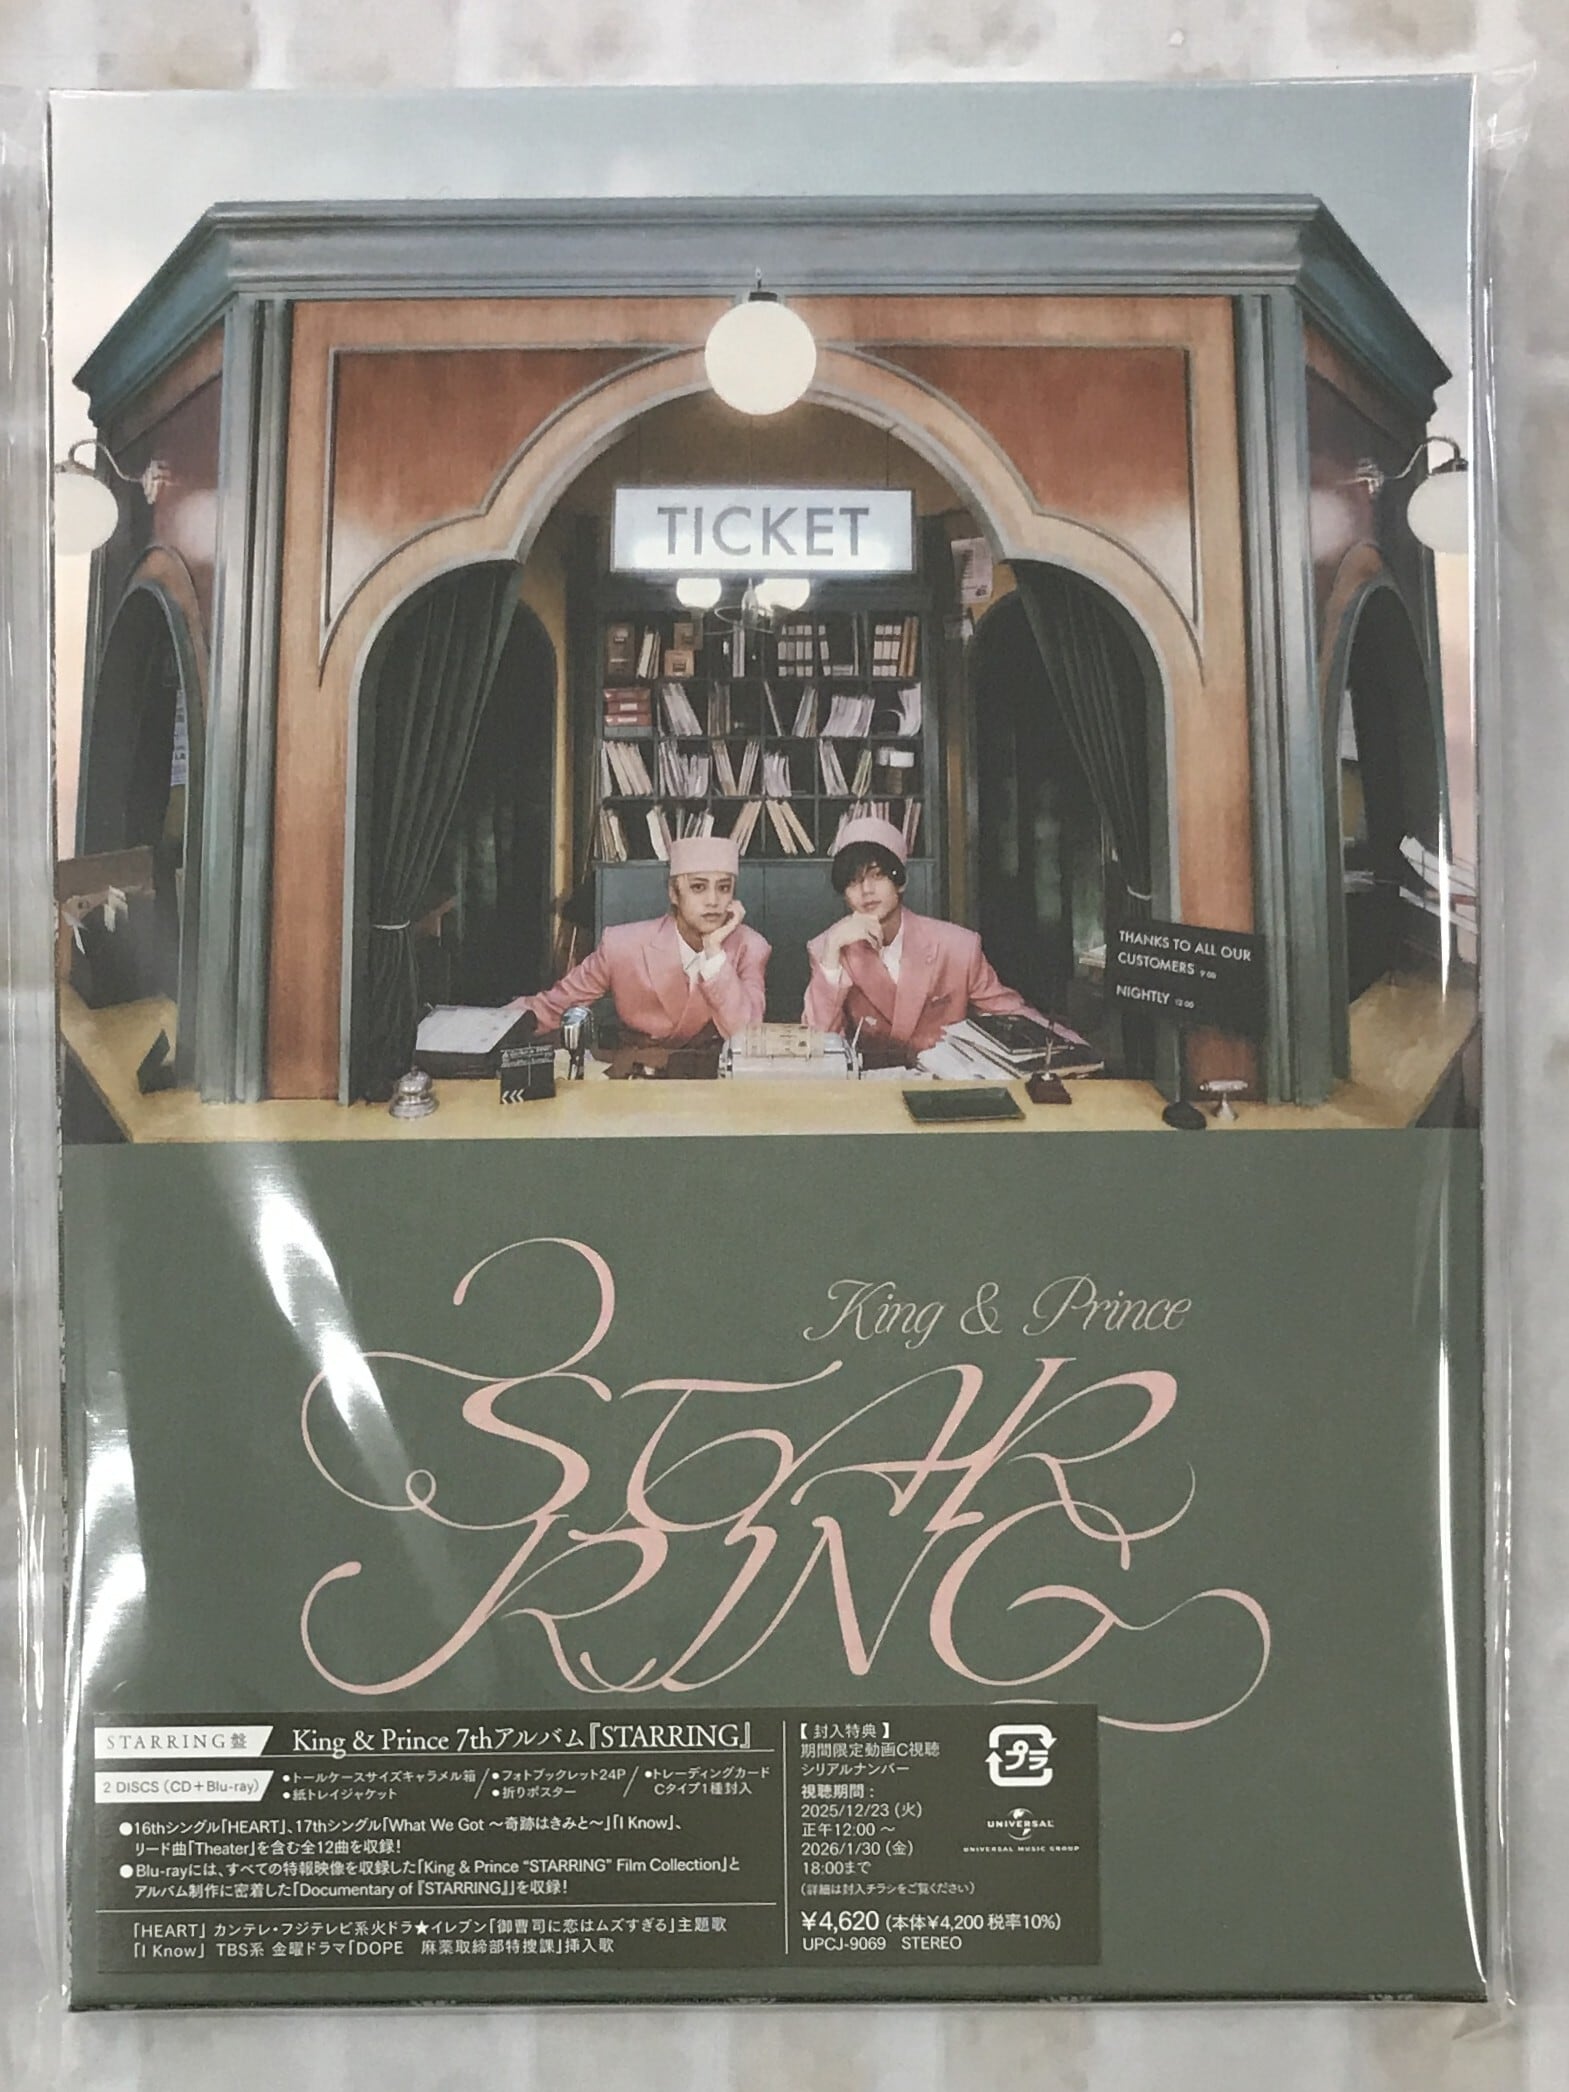 TICKET
THANKS TO ALL OUR
CUSTOMERS 9:00
NIGHTLY 12:00
King & Prince
STAR
RING
STARRING盤
King & Prince 7thアルバム『STARRING』
2 DISCS (CD+Blu-ray)
●トールケースサイズキャラメル箱
●紙トレイジャケット
●フォトブックレット24P
●折りポスター
●トレーディングカード
Cタイプ1種封入
●16thシングル「HEART」、17thシングル「What We Got ～奇跡はきみと～」「I Know」、
リード曲「Theater」を含む全12曲を収録！
●Blu-rayには、すべての特報映像を収録した「King & Prince “STARRING” Film Collection」と
アルバム制作に密着した「Documentary of 『STARRING』」を収録！
「HEART」 カンテレ・フジテレビ系火ドラ★イレブン「御曹司に恋はムズすぎる」主題歌
「I Know」 TBS系 金曜ドラマ「DOPE 麻薬取締部特捜課」挿入歌
【 封入特典 】
期間限定動画C視聴
シリアルナンバー
視聴期間：
2025/12/23 (火)
正午12:00 ～
2026/1/30 (金)
18:00まで
（詳細は封入チラシをご覧ください）
¥4,620 (本体¥4,200 税率10%)
UPCJ-9069 STEREO
プラ
UNIVERSAL
UNIVERSAL MUSIC GROUP